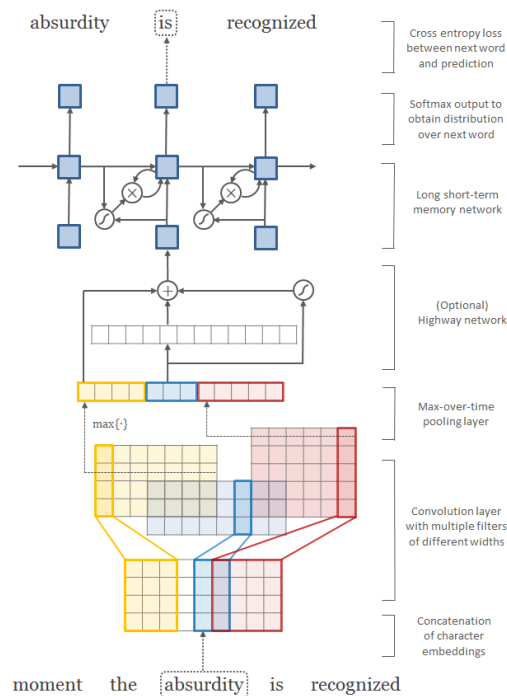 absurdity is recognized
Cross entropy loss
between next word
and prediction
Softmax output to
obtain distribution
over next word
Long short-term
memory network
(Optional)
Highway network
Max-over-time
pooling layer
max{·}
Convolution layer
with multiple filters
of different widths
Concatenation
of character
embeddings
moment the absurdity is recognized